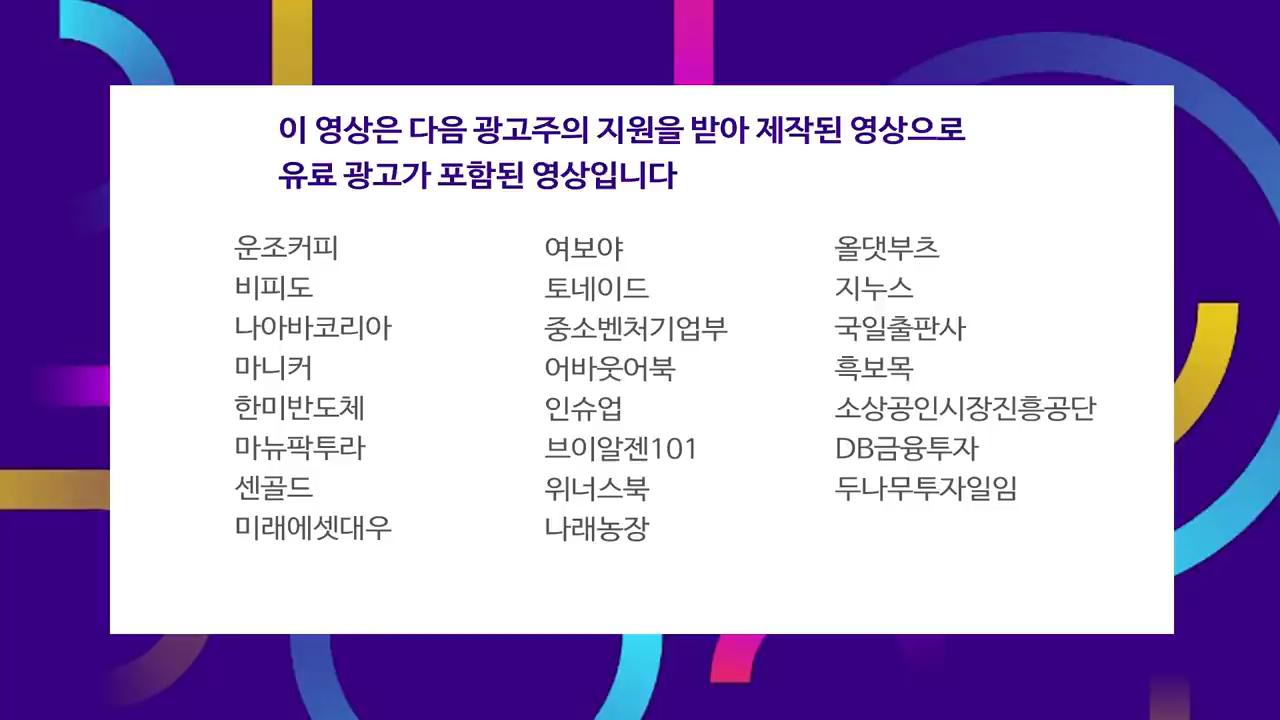 이 영상은 다음 광고주의 지원을 받아 제작된 영상으로
유료 광고가 포함된 영상입니다
운조커피
비피도
나아바코리아
마니커
한미반도체
마뉴팍투라
센골드
미래에셋대우
여보야
토네이드
중소벤처기업부
어바웃어북
인슈업
브이알젠101
위너스북
나래농장
올댓부츠
지누스
국일출판사
흑보목
소상공인시장진흥공단
DB금융투자
두나무투자일임